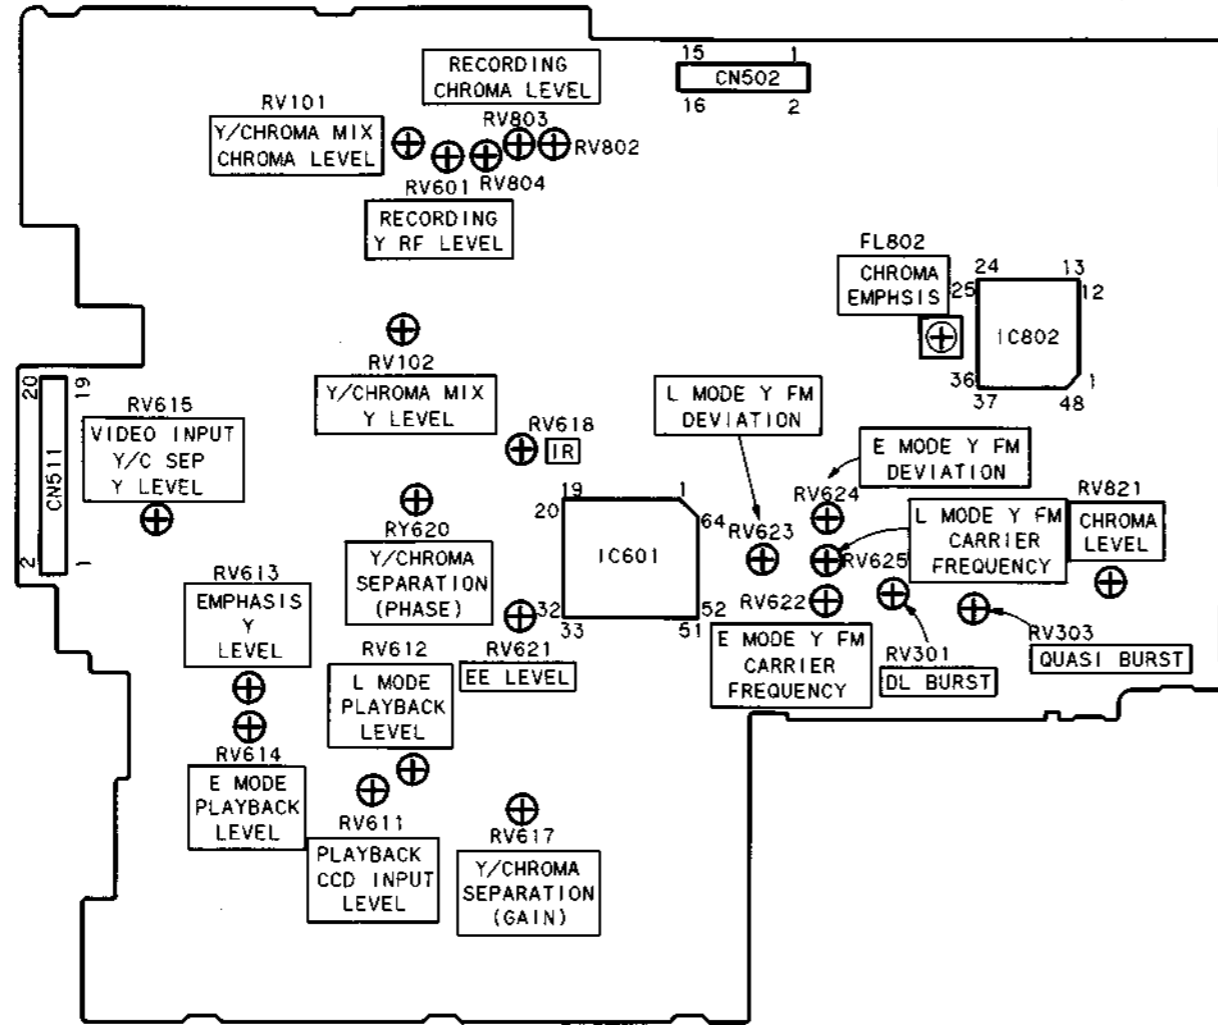 RECORDING
CHROMA LEVEL
15 1
CN502
16 2
RV101
Y/CHROMA MIX
CHROMA LEVEL
RV803
RV802
RV804
RV601
RECORDING
Y RF LEVEL
FL802
CHROMA
EMPHSIS
24 13
25 12
IC802
36 1
37 48
RV102
Y/CHROMA MIX
Y LEVEL
20 19
CN511
2 1
RV615
VIDEO INPUT
Y/C SEP
Y LEVEL
RV618
IR
L MODE Y FM
DEVIATION
E MODE Y FM
DEVIATION
RV624
RV821
CHROMA
LEVEL
L MODE Y FM
CARRIER
FREQUENCY
RY620
Y/CHROMA
SEPARATION
(PHASE)
19 1
20 64
IC601
32 52
33 51
RV623
RV625
RV622
E MODE Y FM
CARRIER
FREQUENCY
RV301
DL BURST
RV303
QUASI BURST
RV613
EMPHASIS
Y
LEVEL
RV612
L MODE
PLAYBACK
LEVEL
RV621
EE LEVEL
RV614
E MODE
PLAYBACK
LEVEL
RV611
PLAYBACK
CCD INPUT
LEVEL
RV617
Y/CHROMA
SEPARATION
(GAIN)